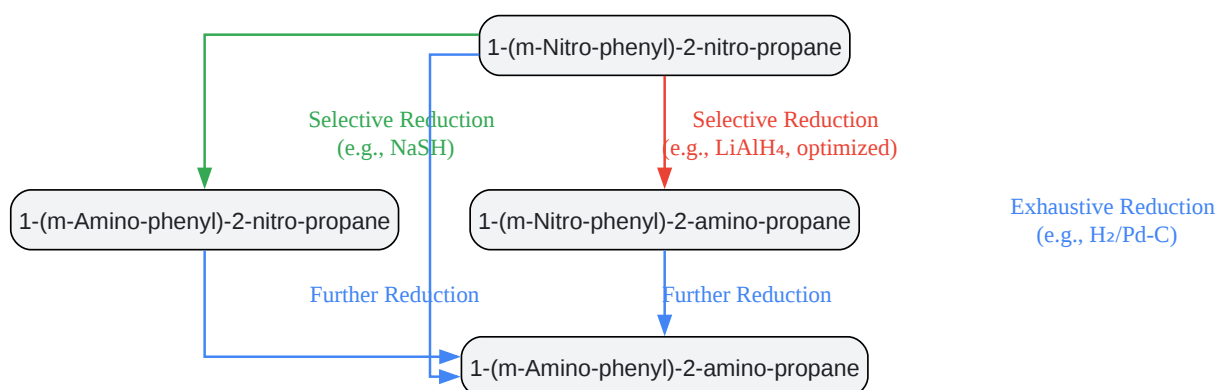 1-(m-Nitro-phenyl)-2-nitro-propane
Selective Reduction
(e.g., NaSH)
Selective Reduction
(e.g., LiAlH₄, optimized)
1-(m-Amino-phenyl)-2-nitro-propane
1-(m-Nitro-phenyl)-2-amino-propane
Exhaustive Reduction
(e.g., H₂/Pd-C)
Further Reduction
Further Reduction
1-(m-Amino-phenyl)-2-amino-propane